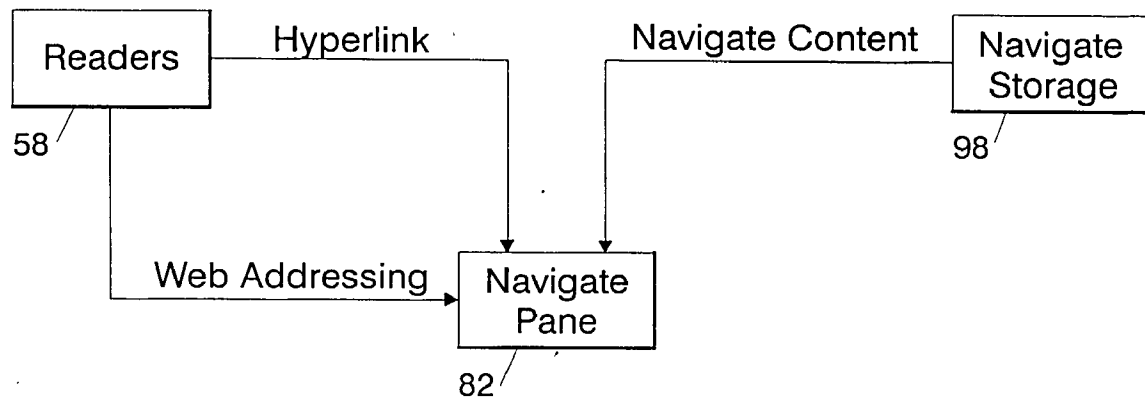 Readers
Hyperlink
Navigate Content
Navigate
Storage
58
98
Web Addressing
Navigate
Pane
82